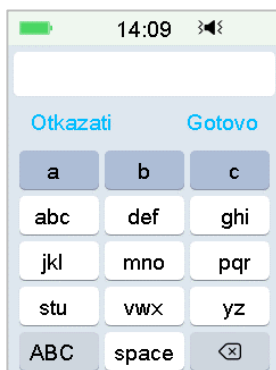 14:09
Otkazati Gotovo
a b c
abc def ghi
jkl mno pqr
stu vwx yz
ABC space